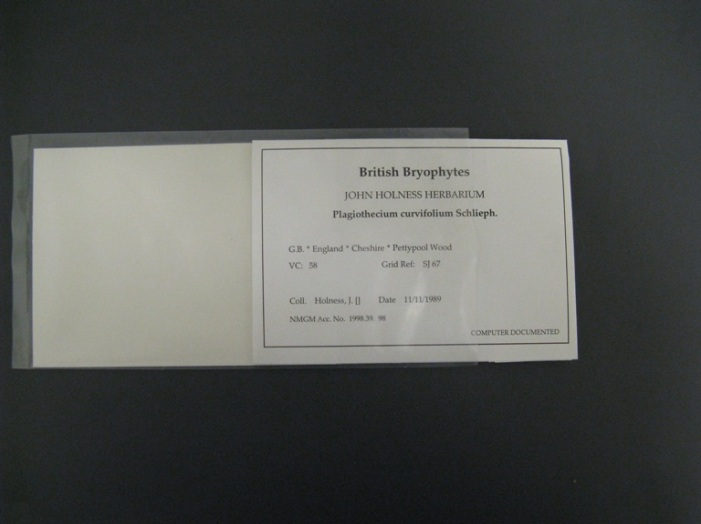 British Bryophytes
JOHN HOLNESS HERBARIUM
Plagiothecium curvifolium Schlieph.
G.B. * England * Cheshire * Pettypool Wood
VC: 58 Grid Ref: SJ 67
Coll. Holness, J. [] Date 11/11/1989
NMGM Acc. No. 1998.39. 98
COMPUTER DOCUMENTED